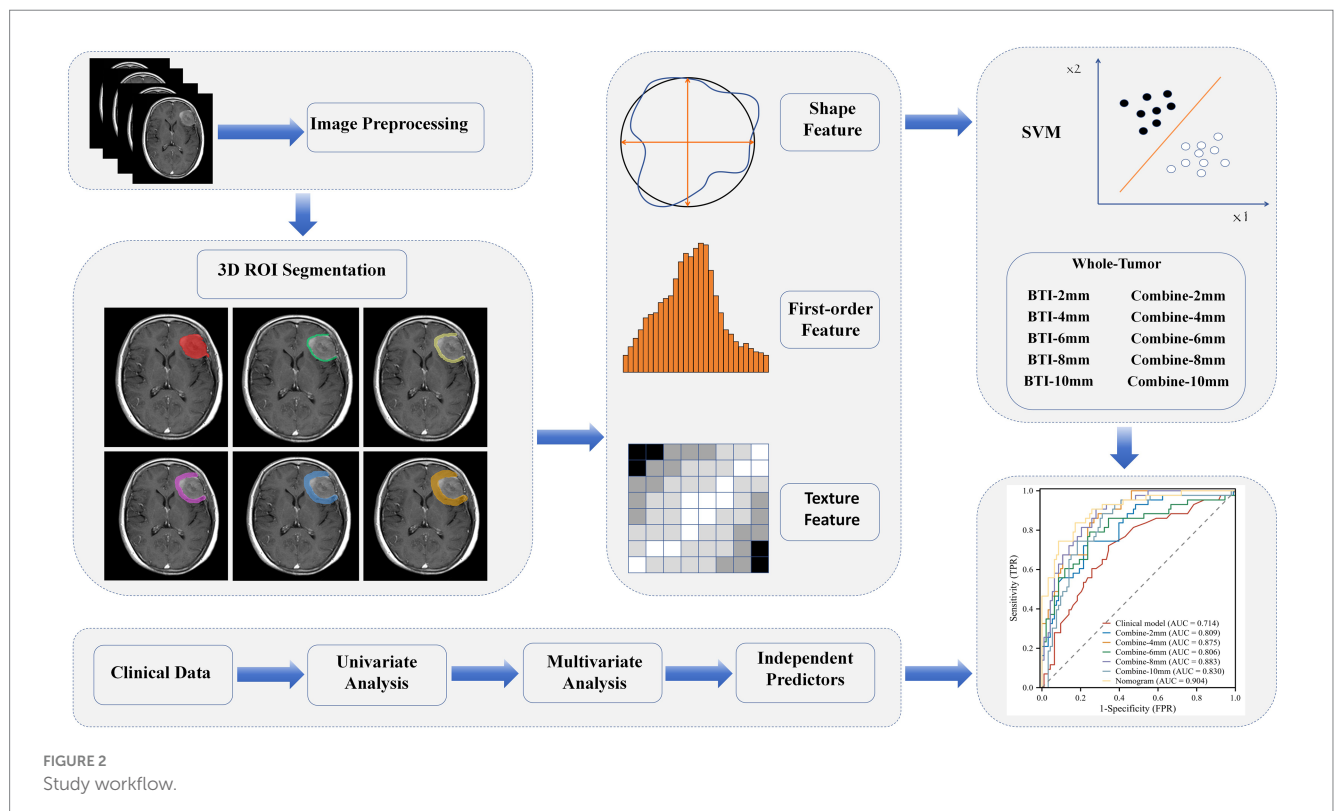 Image Preprocessing
3D ROI Segmentation
Shape
Feature
First-order
Feature
Texture
Feature
x2
SVM
x1
Whole-Tumor
BTI-2mm Combine-2mm
BTI-4mm Combine-4mm
BTI-6mm Combine-6mm
BTI-8mm Combine-8mm
BTI-10mm Combine-10mm
Clinical Data
Univariate
Analysis
Multivariate
Analysis
Independent
Predictors
Sensitivity (TPR)
1.0
0.8
0.6
0.4
0.2
0.0
Clinical model (AUC = 0.714)
Combine-2mm (AUC = 0.809)
Combine-4mm (AUC = 0.875)
Combine-6mm (AUC = 0.806)
Combine-8mm (AUC = 0.883)
Combine-10mm (AUC = 0.830)
Nomogram (AUC = 0.904)
0.0 0.2 0.4 0.6 0.8 1.0
1-Specificity (FPR)
FIGURE 2
Study workflow.